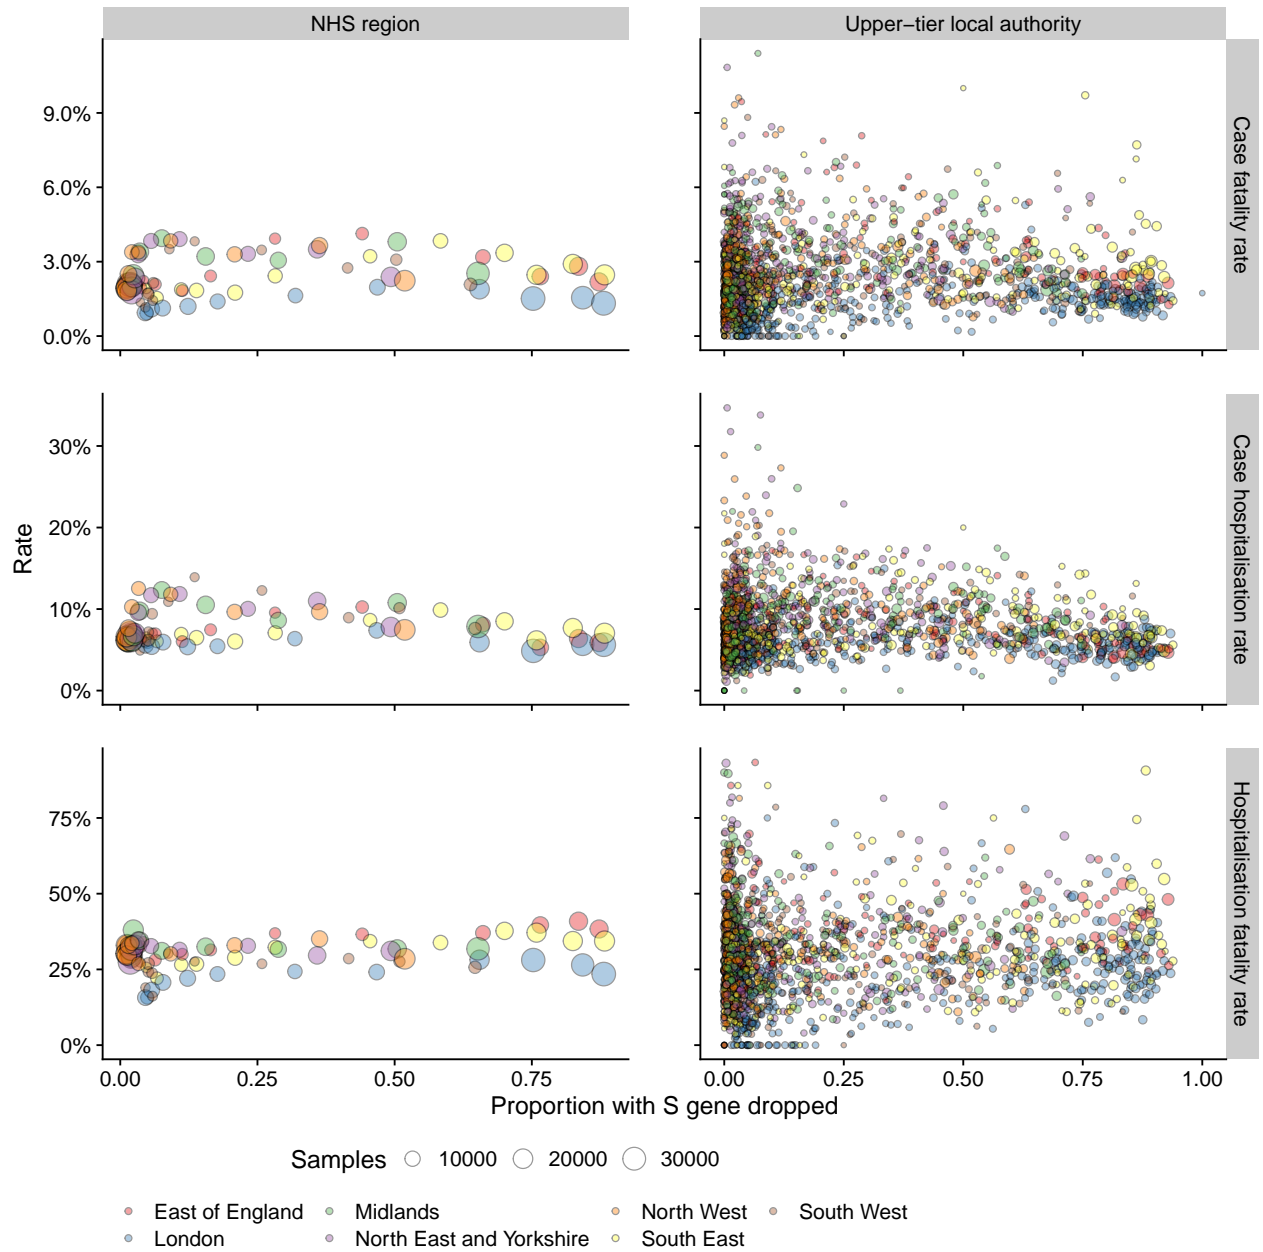 NHS region
Upper−tier local authority
9.0%
6.0%
3.0%
0.0%
Case fatality rate
30%
20%
10%
0%
Case hospitalisation rate
Rate
75%
50%
25%
0%
Hospitalisation fatality rate
0.00 0.25 0.50 0.75
0.00 0.25 0.50 0.75 1.00
Proportion with S gene dropped
Samples 10000 20000 30000
East of England Midlands North West South West
London North East and Yorkshire South East